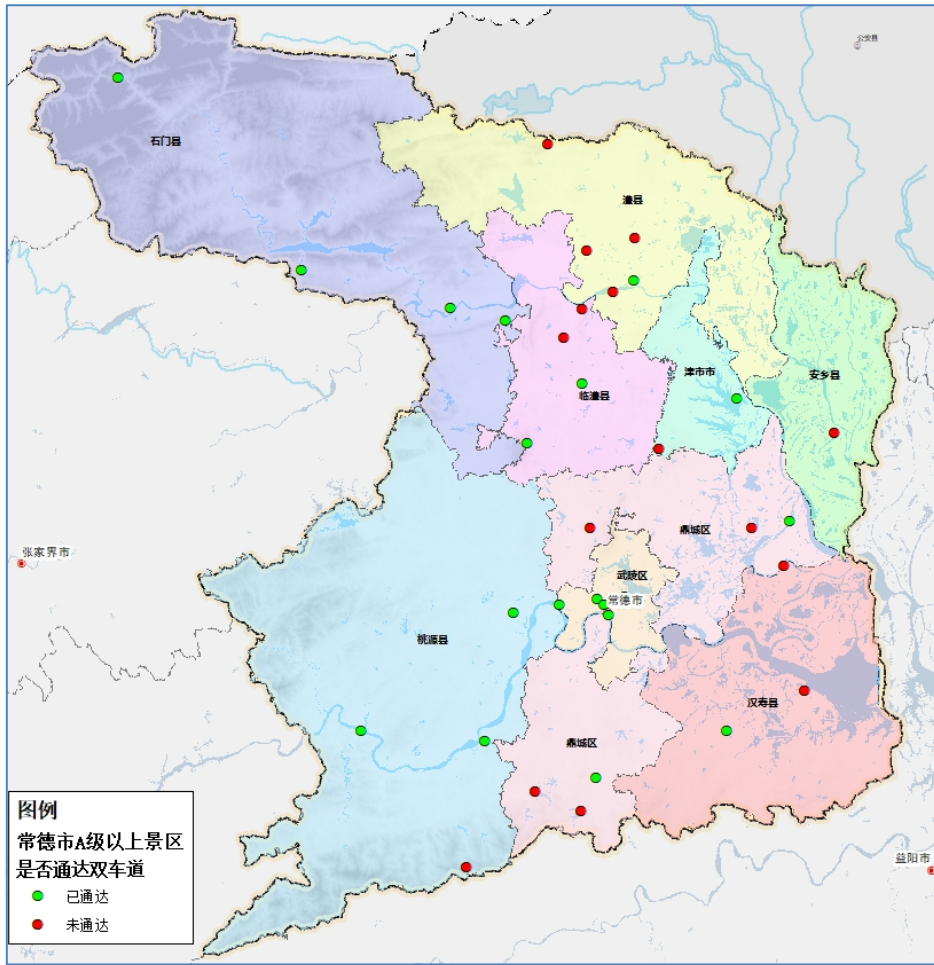 公安县
石门县
澧县
津市市
安乡县
临澧县
鼎城区
张家界市
武陵区
常德市
桃源县
汉寿县
鼎城区
图例
常德市A级以上景区
是否通达双车道
已通达
未通达
益阳市